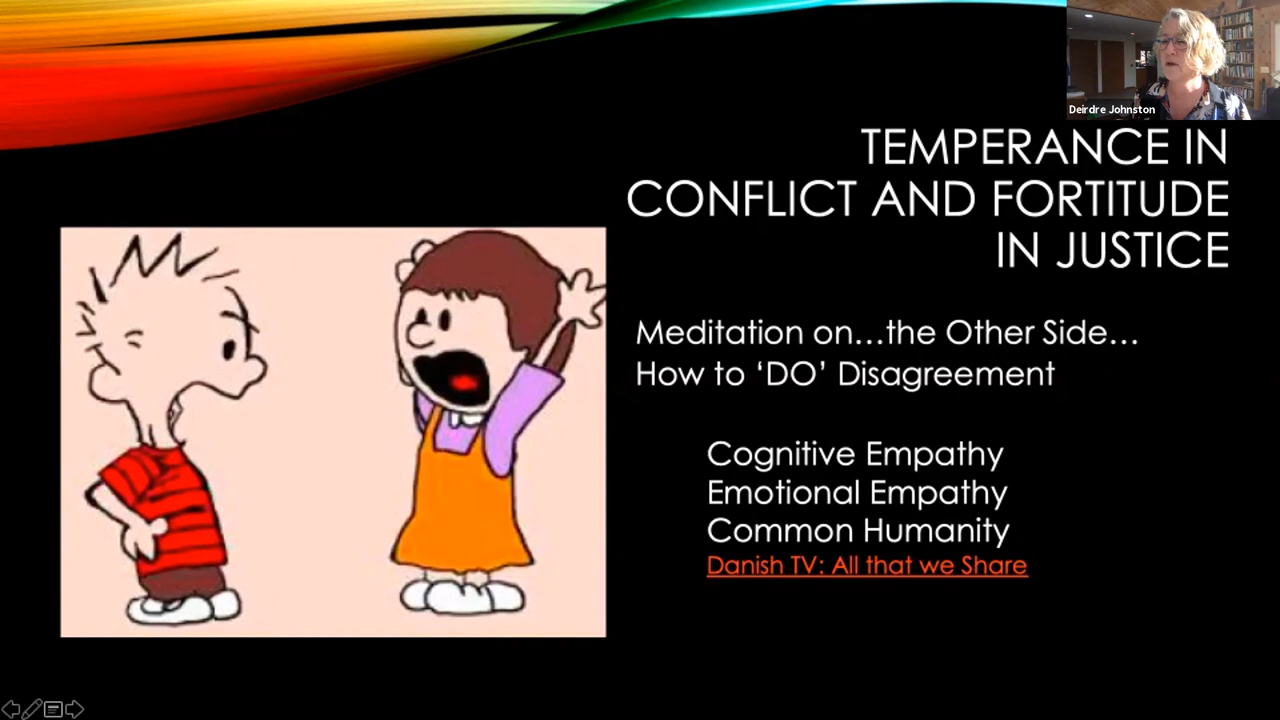 Deirdre Johnston
TEMPERANCE IN
CONFLICT AND FORTITUDE
IN JUSTICE
Meditation on...the Other Side...
How to ‘DO’ Disagreement
Cognitive Empathy
Emotional Empathy
Common Humanity
Danish TV: All that we Share